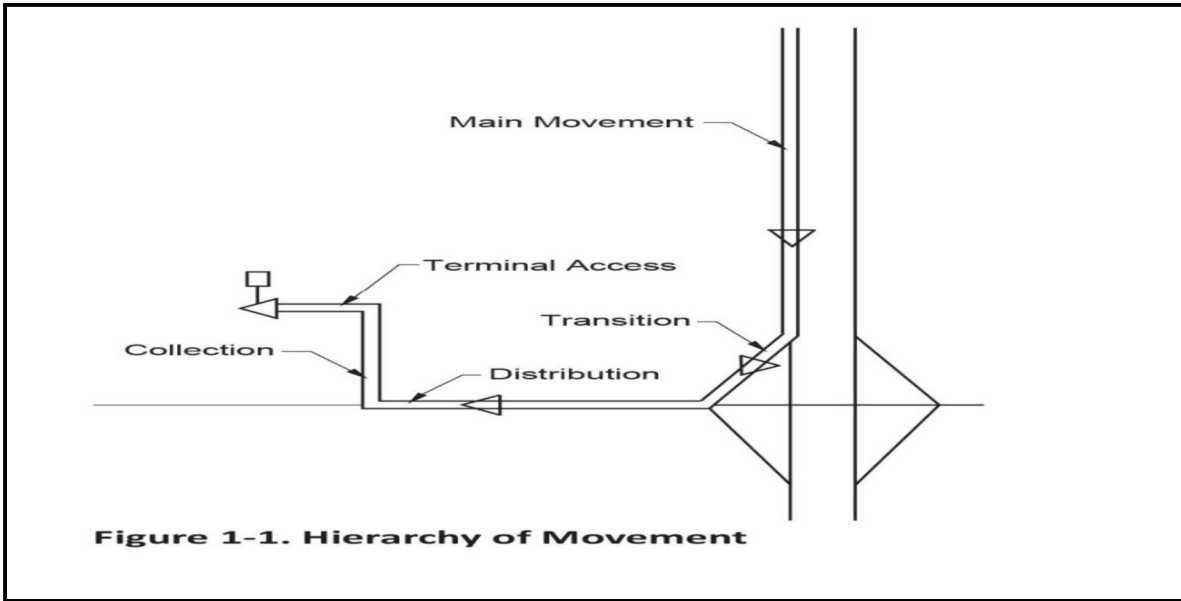 Main Movement
Terminal Access
Transition
Collection
Distribution
Figure 1-1. Hierarchy of Movement